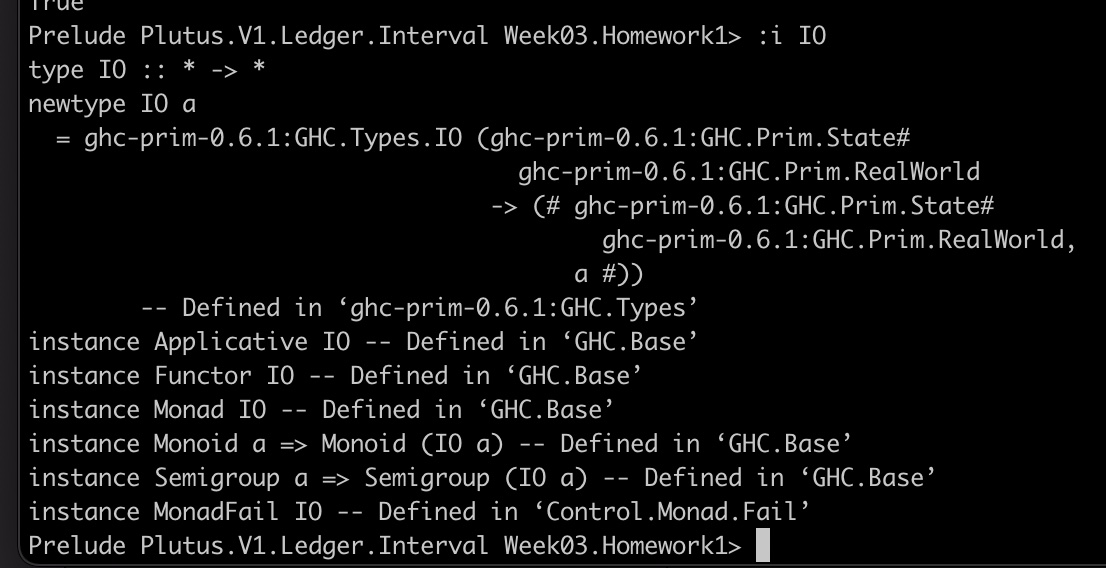 True
Prelude Plutus.V1.Ledger.Interval Week03.Homework1> :i IO
type IO :: * -> *
newtype IO a
  = ghc-prim-0.6.1:GHC.Types.IO (ghc-prim-0.6.1:GHC.Prim.State#
                                   ghc-prim-0.6.1:GHC.Prim.RealWorld
                                 -> (# ghc-prim-0.6.1:GHC.Prim.State#
                                         ghc-prim-0.6.1:GHC.Prim.RealWorld,
                                       a #))
        -- Defined in ‘ghc-prim-0.6.1:GHC.Types’
instance Applicative IO -- Defined in ‘GHC.Base’
instance Functor IO -- Defined in ‘GHC.Base’
instance Monad IO -- Defined in ‘GHC.Base’
instance Monoid a => Monoid (IO a) -- Defined in ‘GHC.Base’
instance Semigroup a => Semigroup (IO a) -- Defined in ‘GHC.Base’
instance MonadFail IO -- Defined in ‘Control.Monad.Fail’
Prelude Plutus.V1.Ledger.Interval Week03.Homework1>